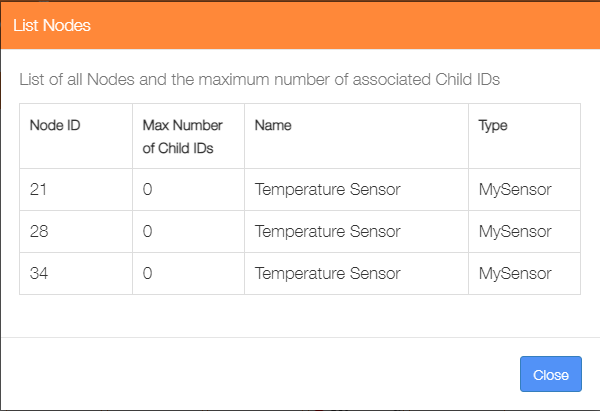 List Nodes
List of all Nodes and the maximum number of associated Child IDs
Node ID Max Number of Child IDs Name Type
21 0 Temperature Sensor MySensor
28 0 Temperature Sensor MySensor
34 0 Temperature Sensor MySensor
Close